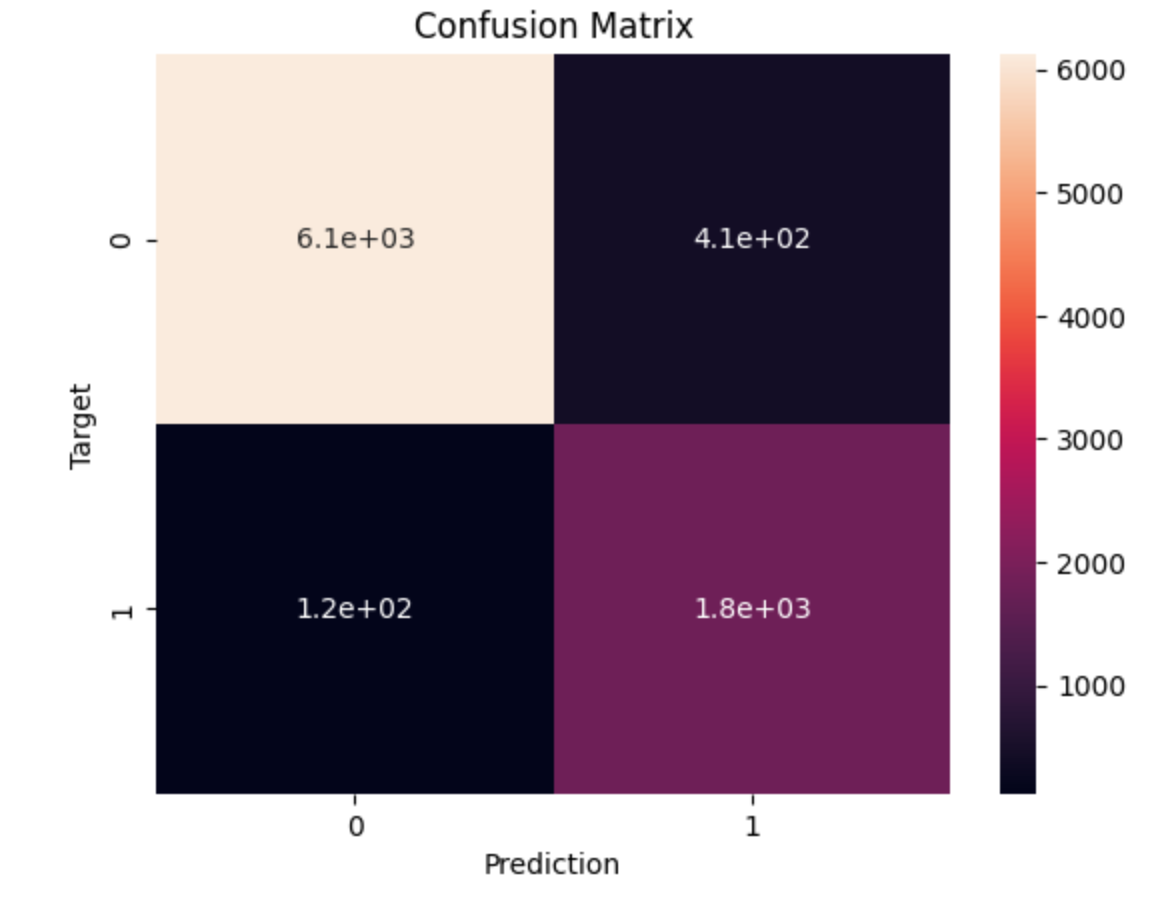 Confusion Matrix
6000
5000
4000
3000
2000
1000
Target
0
6.1e+03
4.1e+02
1
1.2e+02
1.8e+03
0
1
Prediction